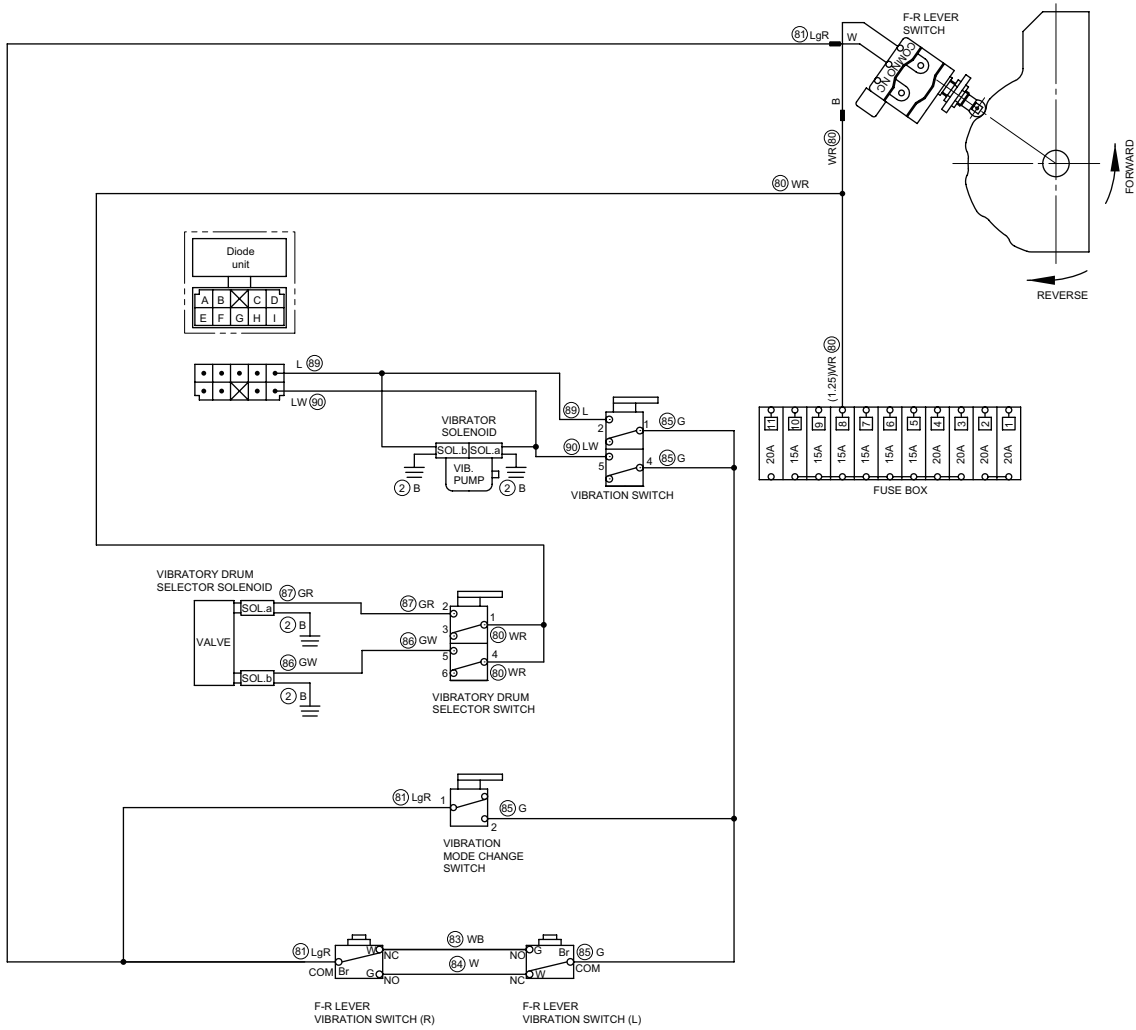 F-R LEVER
SWITCH
81 LgR
W
COM NO NC
B
WR 80
80 WR
FORWARD
REVERSE
Diode
unit
A B C D
E F G H I
(1.25)WR 80
L 89
LW 90
VIBRATOR
SOLENOID
SOL.b SOL.a
VIB.
PUMP
2 B
2 B
89 L
2
1
85 G
90 LW
5
4
85 G
VIBRATION SWITCH
11 10 9 8 7 6 5 4 3 2 1
20A 15A 15A 15A 15A 15A 15A 20A 20A 20A 20A
FUSE BOX
VIBRATORY DRUM
SELECTOR SOLENOID
87 GR
SOL.a
2 B
VALVE
86 GW
SOL.b
2 B
87 GR
2
1
3
80 WR
86 GW
5
4
6
80 WR
VIBRATORY DRUM
SELECTOR SWITCH
81 LgR
1
85 G
2
VIBRATION
MODE CHANGE
SWITCH
81 LgR
COM Br
W NC
G NO
83 WB
84 W
NO G
Br
85 G
COM
NC W
F-R LEVER
VIBRATION SWITCH (R)
F-R LEVER
VIBRATION SWITCH (L)